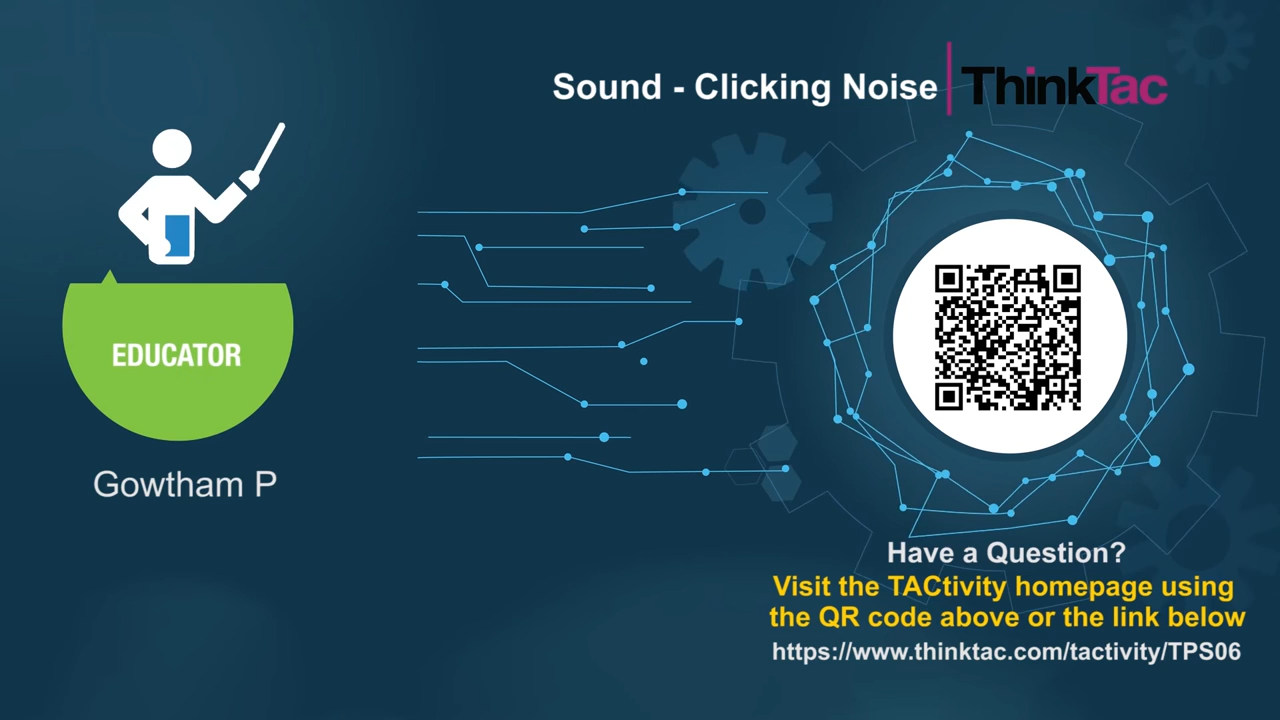 Sound - Clicking Noise
ThinkTac
EDUCATOR
Gowtham P
Have a Question?
Visit the TACtivity homepage using
the QR code above or the link below
https://www.thinktac.com/tactivity/TPS06